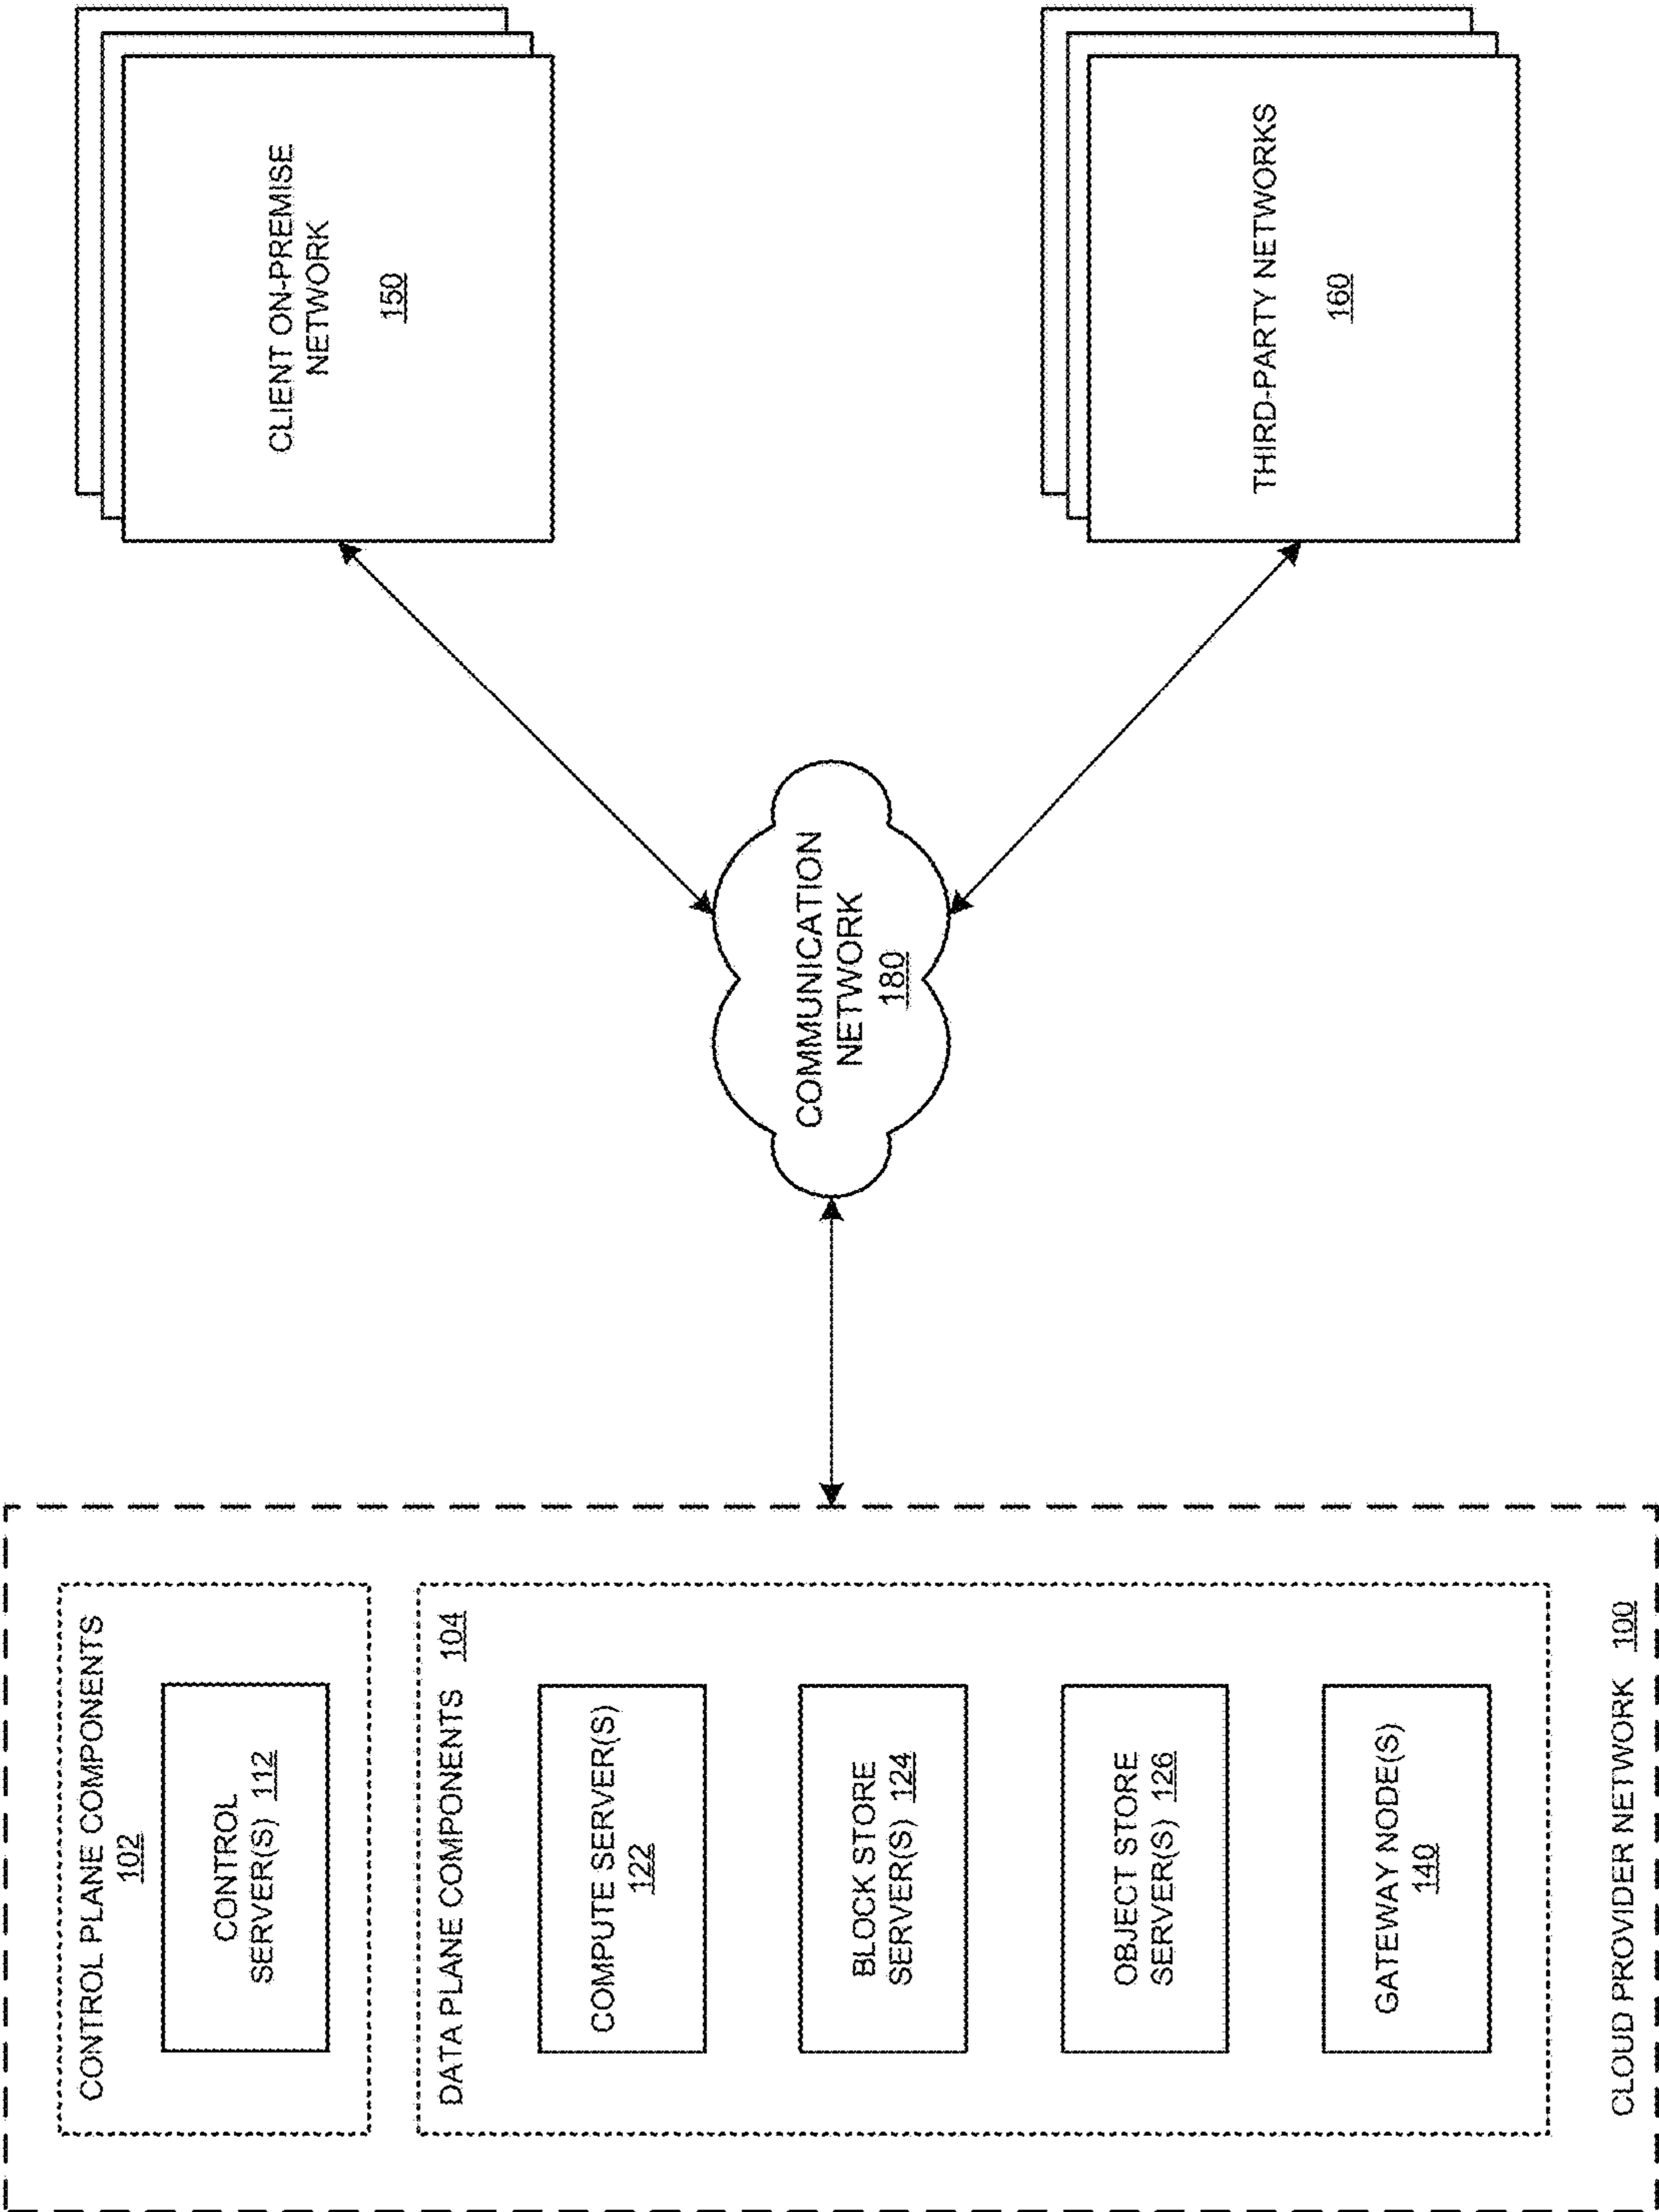 CONTROL PLANE COMPONENTS
102
CONTROL
SERVER(S) 112
DATA PLANE COMPONENTS 104
COMPUTE SERVER(S)
122
BLOCK STORE
SERVER(S) 124
OBJECT STORE
SERVER(S) 126
GATEWAY NODE(S)
140
CLOUD PROVIDER NETWORK 100
COMMUNICATION
NETWORK
180
CLIENT ON-PREMISE
NETWORK
150
THIRD-PARTY NETWORKS
160